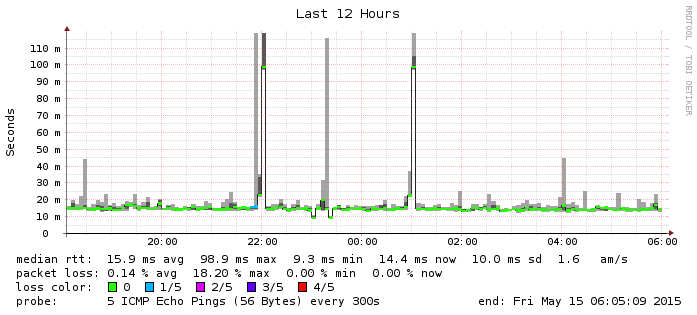 Last 12 Hours
RRDTOOL / TOBI OETIKER
Seconds
110 m
100 m
90 m
80 m
70 m
60 m
50 m
40 m
30 m
20 m
10 m
0
20:00 22:00 00:00 02:00 04:00 06:00
median rtt: 15.9 ms avg 98.9 ms max 9.3 ms min 14.4 ms now 10.0 ms sd 1.6 am/s
packet loss: 0.14 % avg 18.20 % max 0.00 % min 0.00 % now
loss color: 0 1/5 2/5 3/5 4/5
probe: 5 ICMP Echo Pings (56 Bytes) every 300s end: Fri May 15 06:05:09 2015